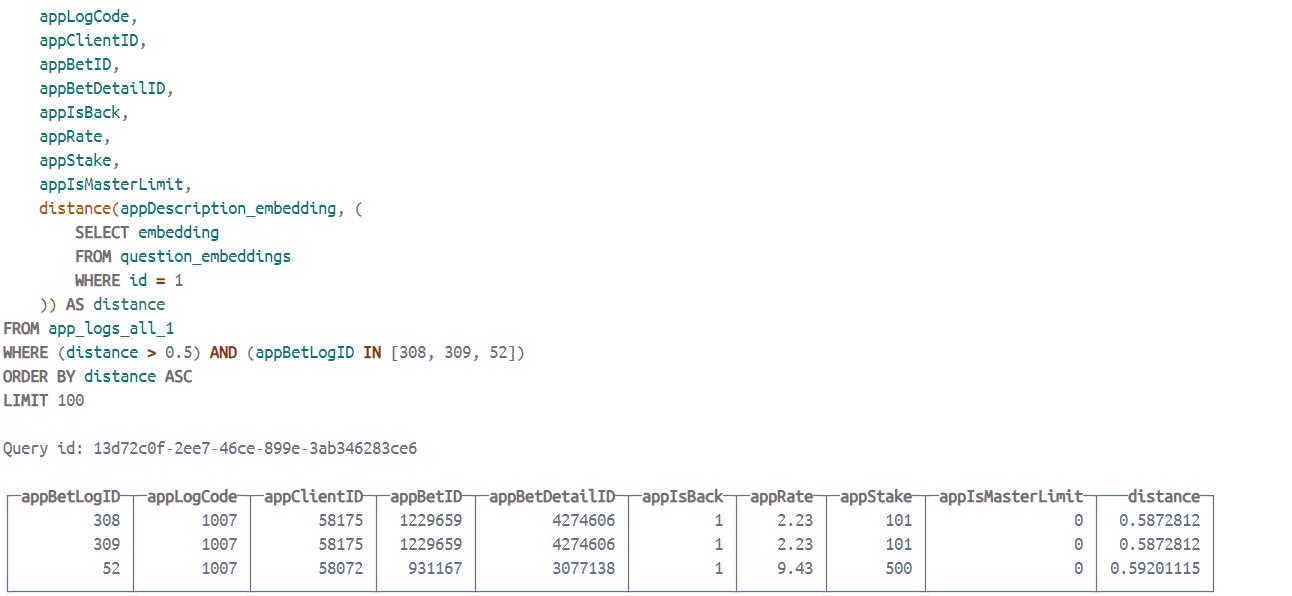 appLogCode,
appClientID,
appBetID,
appBetDetailID,
appIsBack,
appRate,
appStake,
appIsMasterLimit,
distance(appDescription_embedding, (
SELECT embedding
FROM question_embeddings
WHERE id = 1
)) AS distance
FROM app_logs_all_1
WHERE (distance > 0.5) AND (appBetLogID IN [308, 309, 52])
ORDER BY distance ASC
LIMIT 100
Query id: 13d72c0f-2ee7-46ce-899e-3ab346283ce6
appBetLogID appLogCode appClientID appBetID appBetDetailID appIsBack appRate appStake appIsMasterLimit distance
308 1007 58175 1229659 4274606 1 2.23 101 0 0.5872812
309 1007 58175 1229659 4274606 1 2.23 101 0 0.5872812
52 1007 58072 931167 3077138 1 9.43 500 0 0.59201115